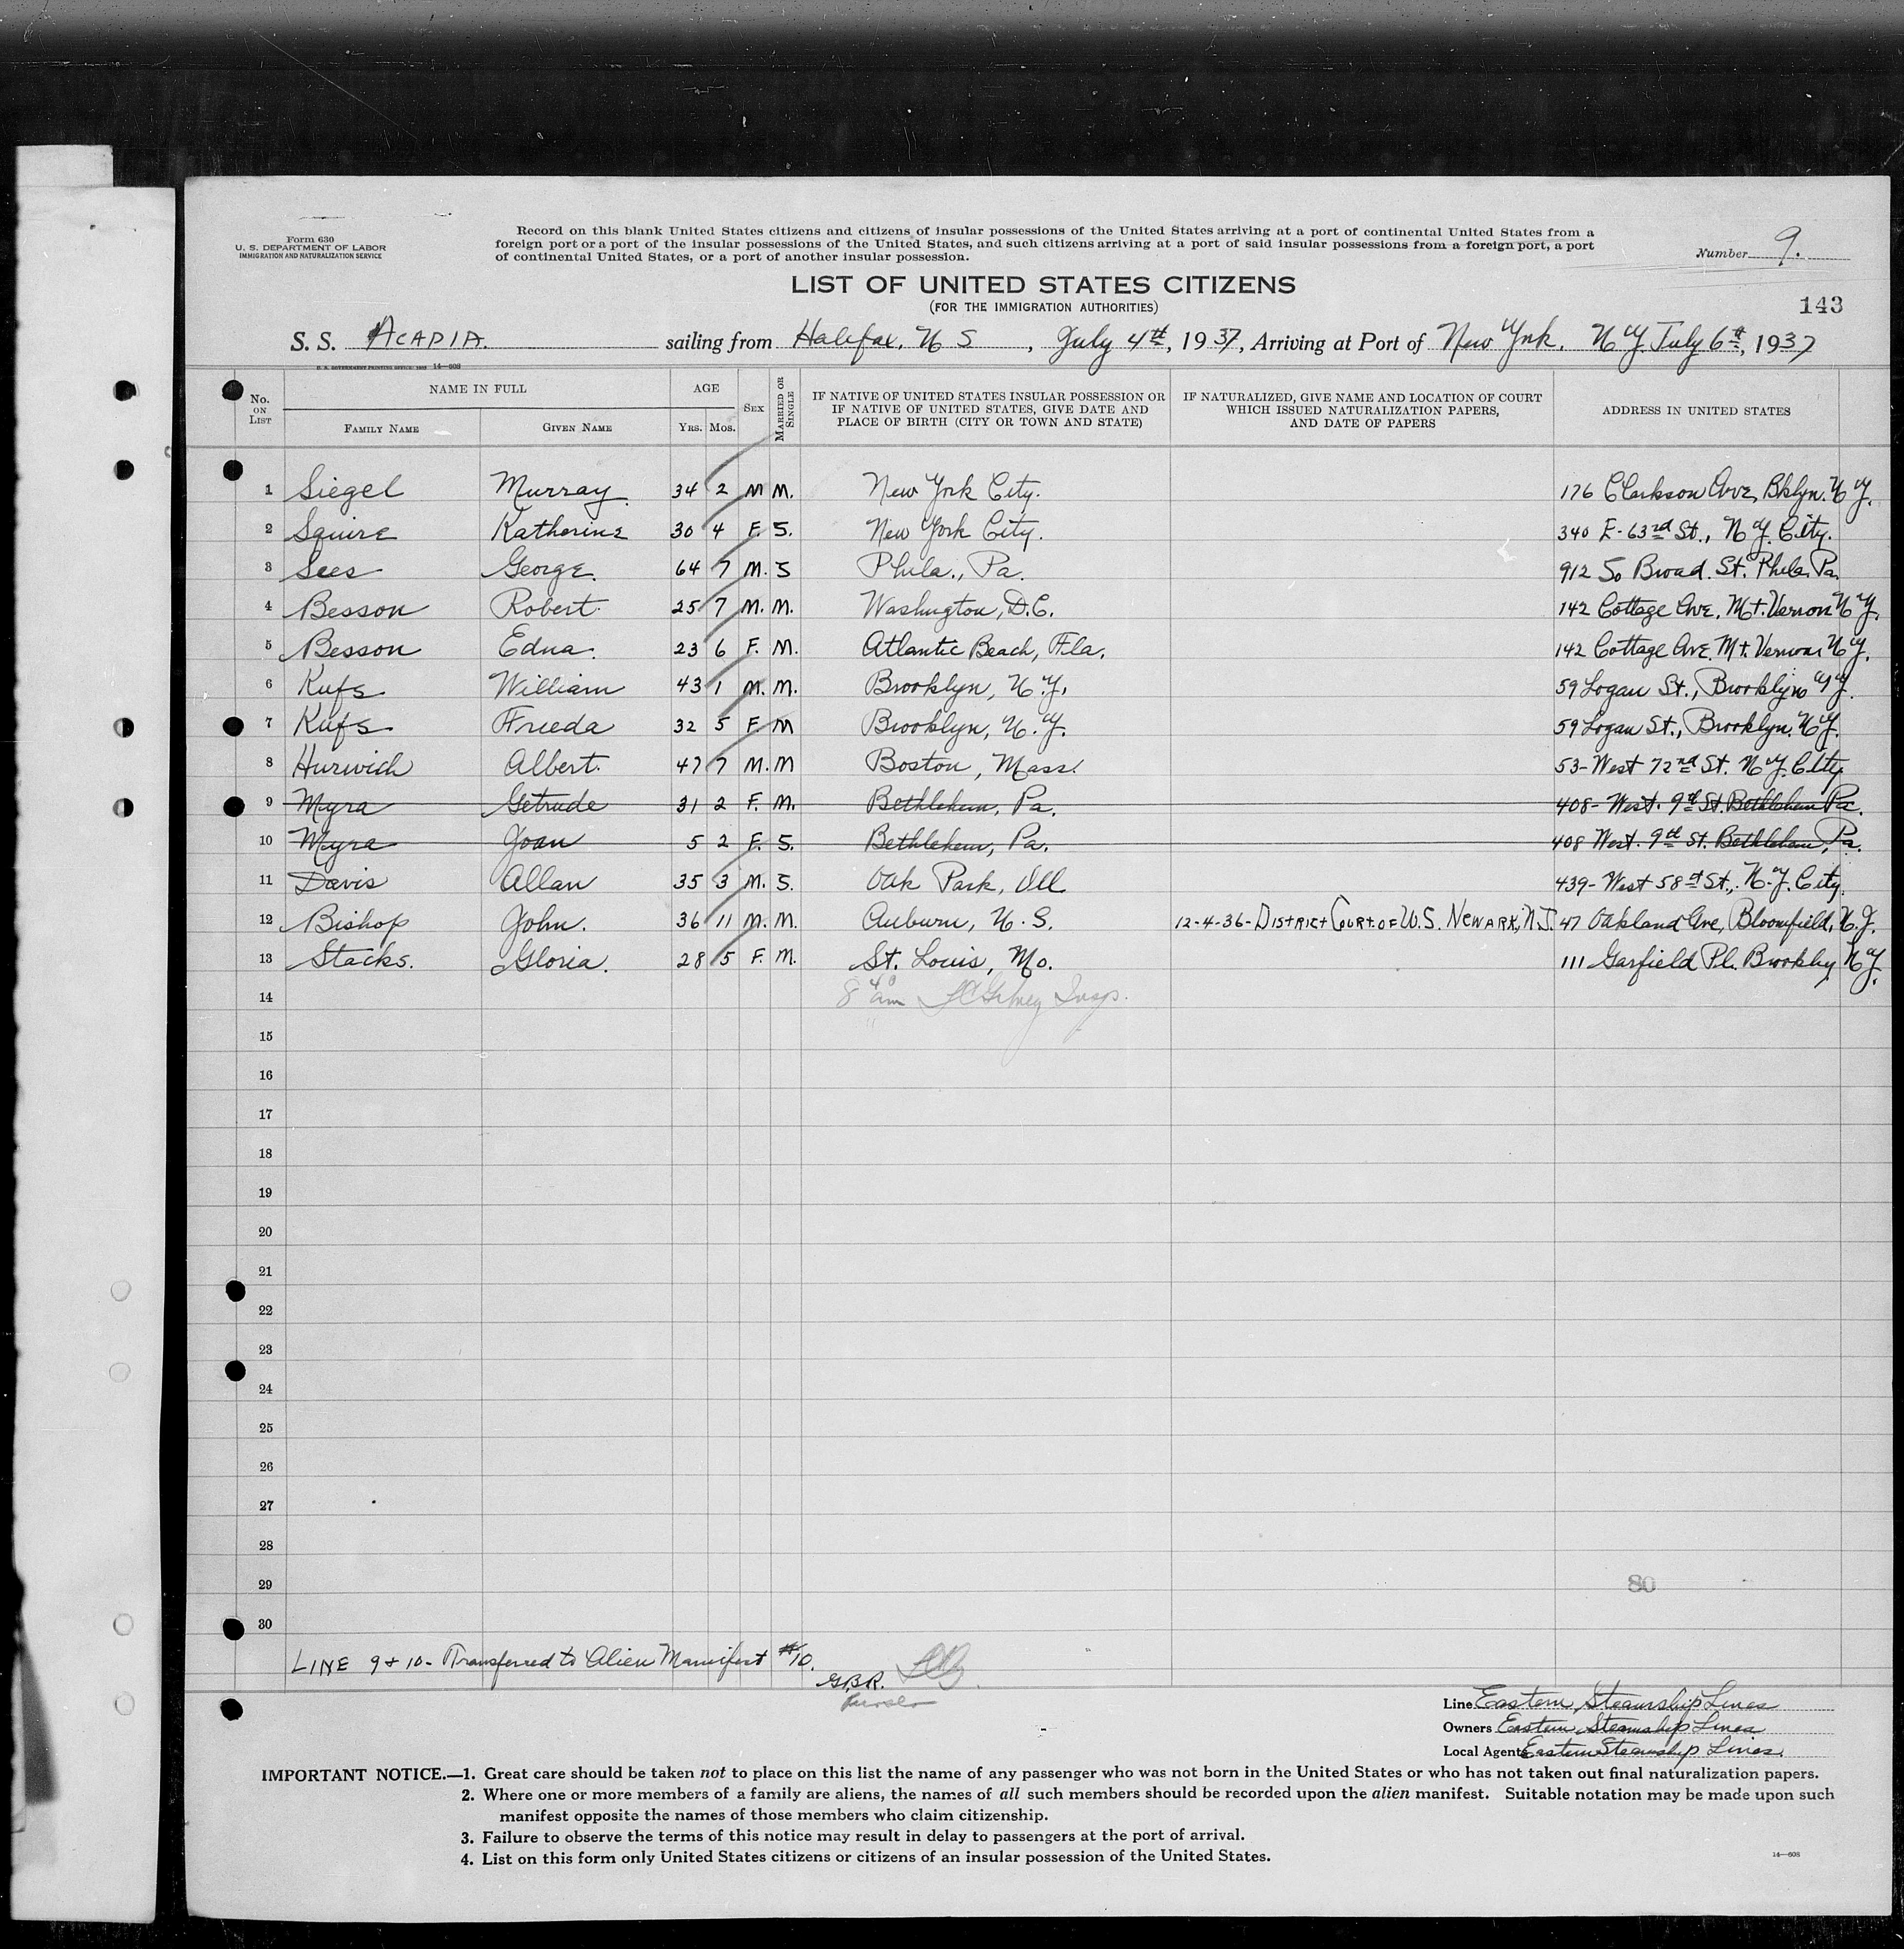 Form 630
U. S. DEPARTMENT OF LABOR
IMMIGRATION AND NATURALIZATION SERVICE
Record on this blank United States citizens and citizens of insular possessions of the United States arriving at a port of continental United States from a
foreign port or a port of the insular possessions of the United States, and such citizens arriving at a port of said insular possessions from a foreign port, a port
of continental United States, or a port of another insular possession.
Number 9.
LIST OF UNITED STATES CITIZENS
(FOR THE IMMIGRATION AUTHORITIES)
143
S. S. ACADIA. sailing from Halifax, N S, July 4th, 1937, Arriving at Port of New York. N Y. July 6th, 1937
U. S. GOVERNMENT PRINTING OFFICE 14—608
No. ON LIST NAME IN FULL FAMILY NAME GIVEN NAME AGE YRS. MOS. SEX MARRIED OR SINGLE IF NATIVE OF UNITED STATES INSULAR POSSESSION OR IF NATIVE OF UNITED STATES, GIVE DATE AND PLACE OF BIRTH (CITY OR TOWN AND STATE) IF NATURALIZED, GIVE NAME AND LOCATION OF COURT WHICH ISSUED NATURALIZATION PAPERS, AND DATE OF PAPERS ADDRESS IN UNITED STATES
1 Siegel Murray. 34 2 M M. New York City. 176 Clarkson Ave, Bklyn. N Y.
2 Squire Katherine 30 4 F. S. New York City. 340 E-63rd St., N Y. City.
3 Sees George. 64 7 M. S Phila., Pa. 912 So Broad. St. Phila Pa.
4 Besson Robert. 25 7 M. M. Washington, D.C. 142 Cottage Ave. Mt. Vernon N Y.
5 Besson Edna. 23 6 F. M. Atlantic Beach, Fla. 142 Cottage Ave. Mt. Vernon N Y.
6 Kufs William 43 1 M. M. Brooklyn, N.Y. 59 Logan St., Brooklyn N Y.
7 Kufs Frieda 32 5 F. M Brooklyn, N.Y. 59 Logan St., Brooklyn. N Y.
8 Hurwich Albert. 47 7 M. M Boston, Mass. 53-West 72nd St. N Y. City
9 Myra Getrude 31 2 F. M. Bethlehem, Pa. 408-West. 9th St. Bethlehem Pa.
10 Myra Joan 5 2 F. S. Bethlehem, Pa. 408 West. 9th St. Bethlehem, Pa.
11 Davis Allan 35 3 M. S. Oak Park, Ill. 439-West 58th St., N.Y. City.
12 Bishop John. 36 11 M. M. Auburn, N.S. 12-4-36-DISTRICT COURT OF U.S. NEWARK, N.J. 47 Oakland Ave, Bloomfield, N.J.
13 Stacks. Gloria. 28 5 F. M. St. Louis, Mo. 111 Garfield Pl. Brooklyn N Y.
14 8 40 am Insp.
15
16
17
18
19
20
21
22
23
24
25
26
27
28
29 80
30
LINE 9 & 10- Transferred to Alien Manifest #10.
G.B.R.
Purser
Line Eastern Steamship Lines
Owners Eastern Steamship Lines
Local Agents Eastern Steamship Lines.
IMPORTANT NOTICE.—1. Great care should be taken not to place on this list the name of any passenger who was not born in the United States or who has not taken out final naturalization papers.
2. Where one or more members of a family are aliens, the names of all such members should be recorded upon the alien manifest. Suitable notation may be made upon such
manifest opposite the names of those members who claim citizenship.
3. Failure to observe the terms of this notice may result in delay to passengers at the port of arrival.
4. List on this form only United States citizens or citizens of an insular possession of the United States.
14—608